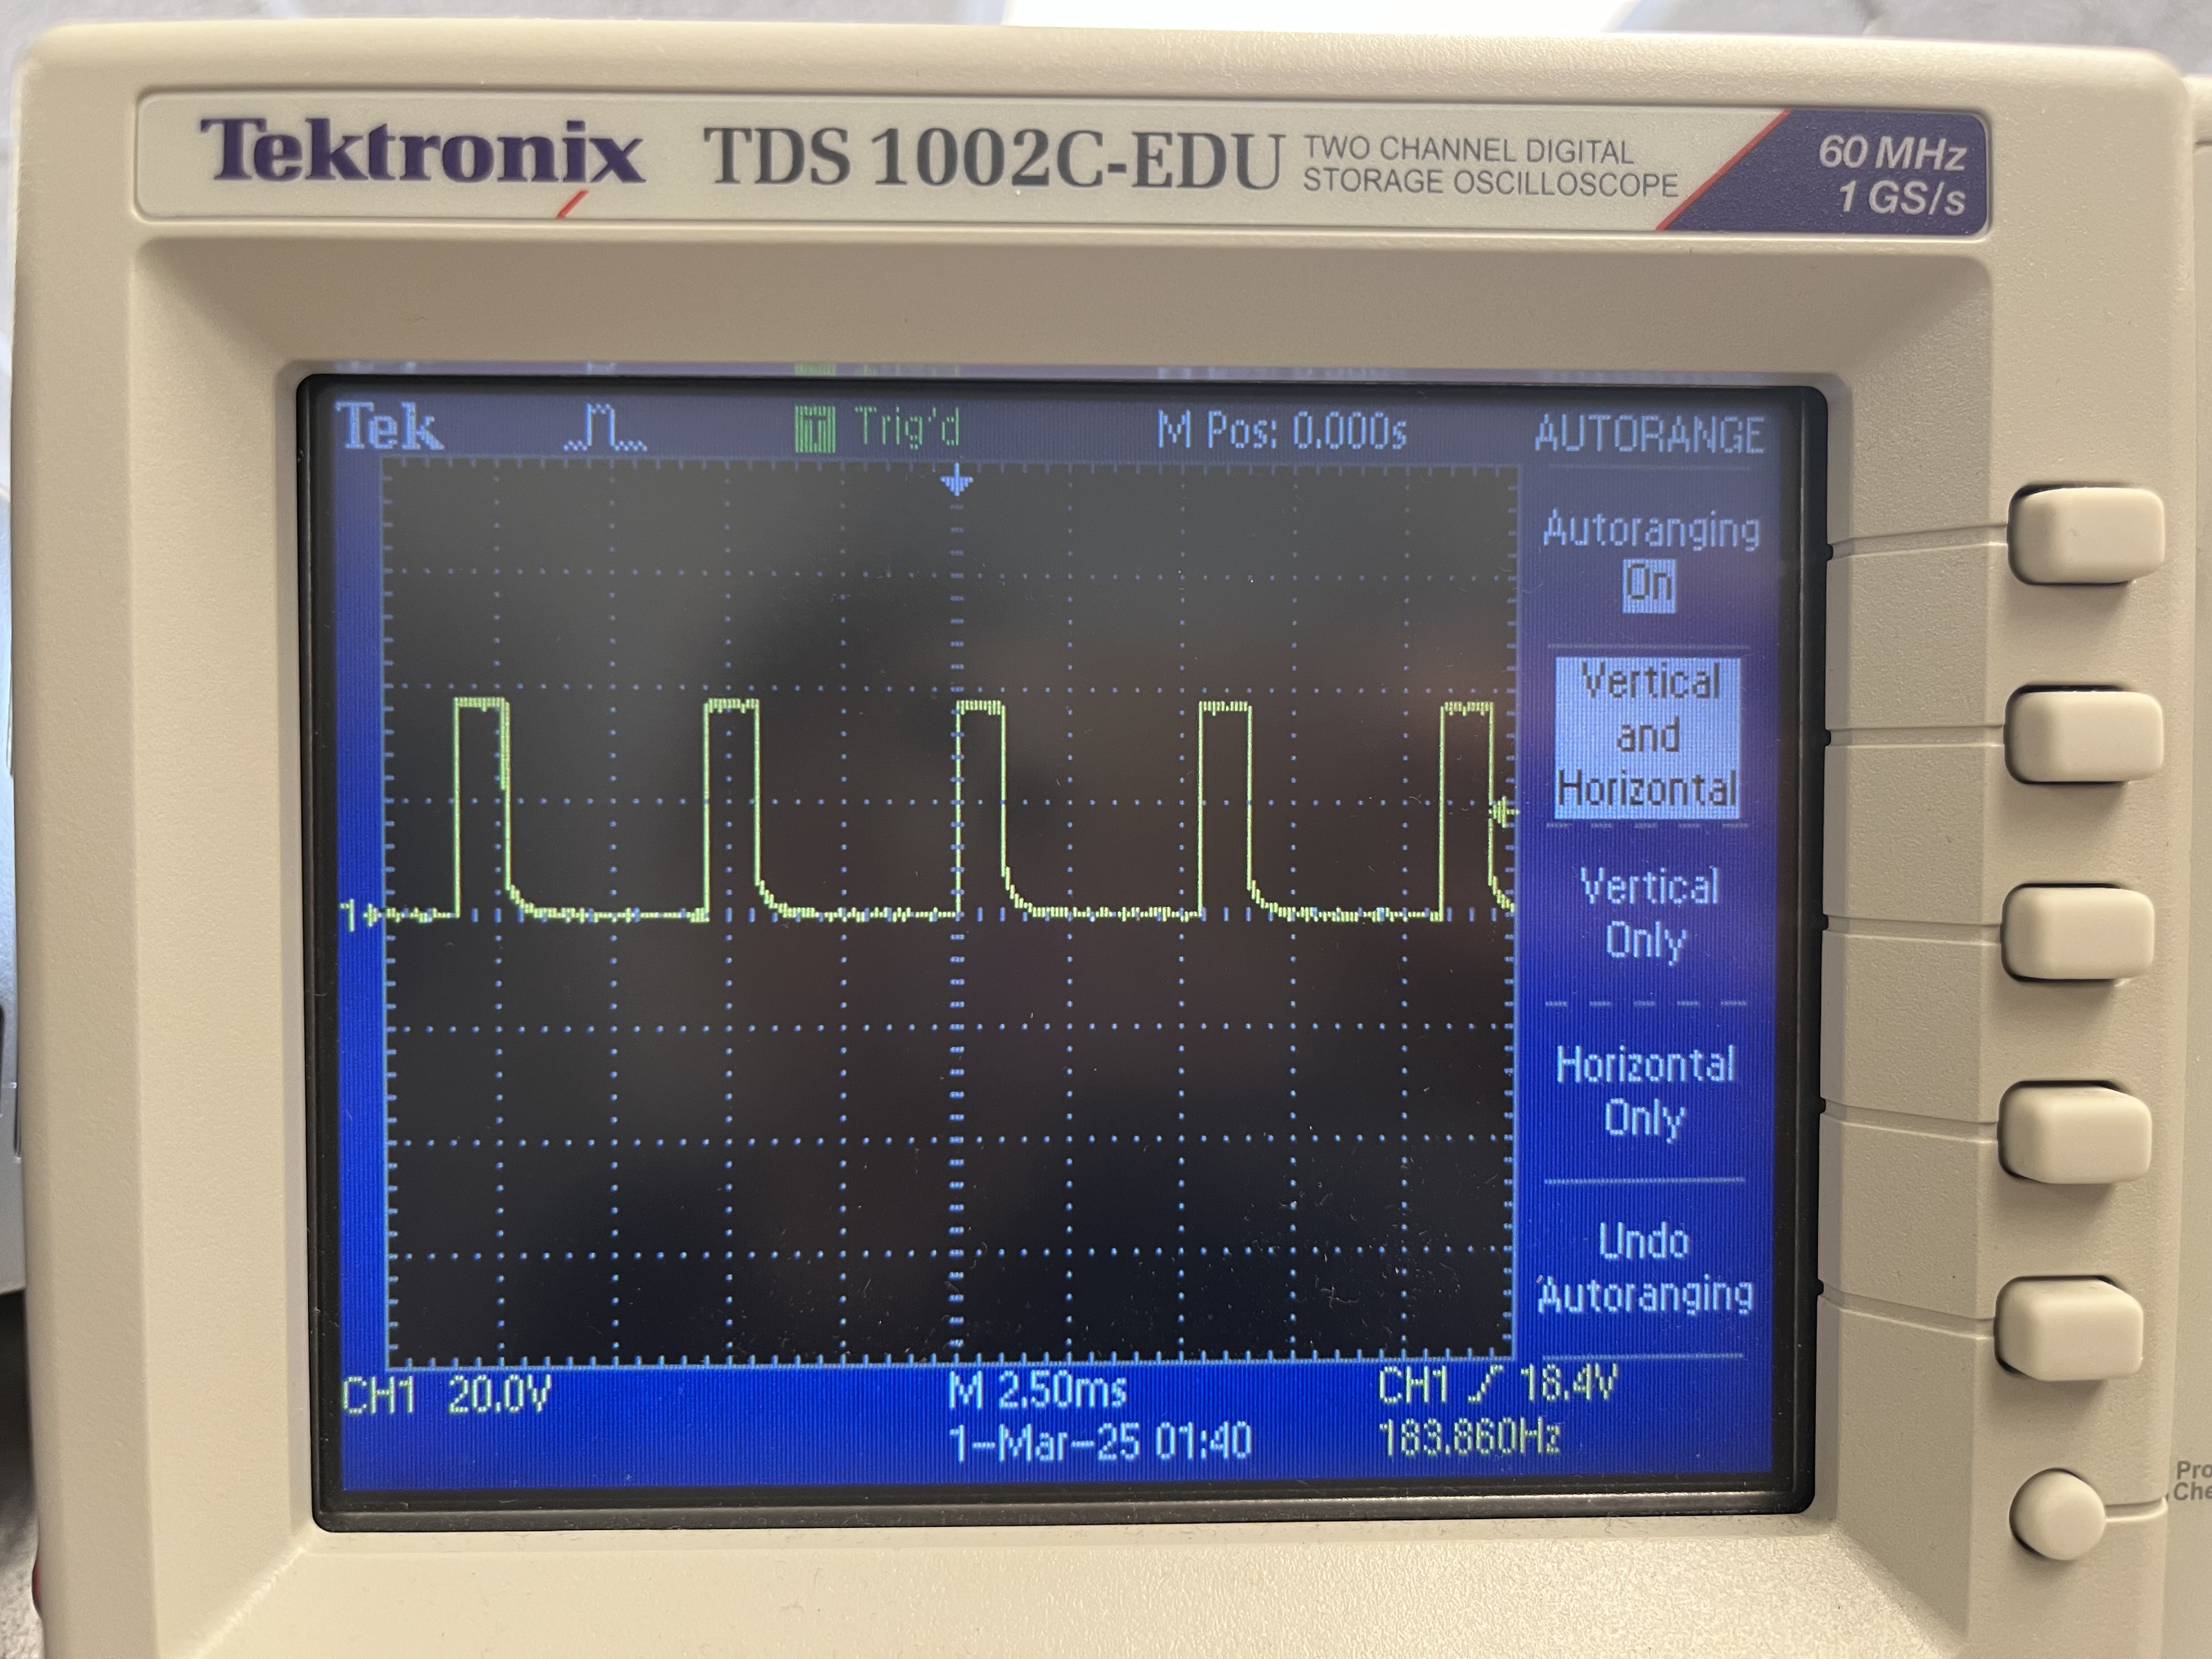 Tektronix TDS 1002C-EDU TWO CHANNEL DIGITAL STORAGE OSCILLOSCOPE
60 MHz
1 GS/s
Tek Trig'd M Pos: 0.000s AUTORANGE
Autoranging
On
Vertical
and
Horizontal
Vertical
Only
Horizontal
Only
Undo
Autoranging
1
CH1 20.0V M 2.50ms CH1 18.4V
1-Mar-25 01:40 183.860Hz